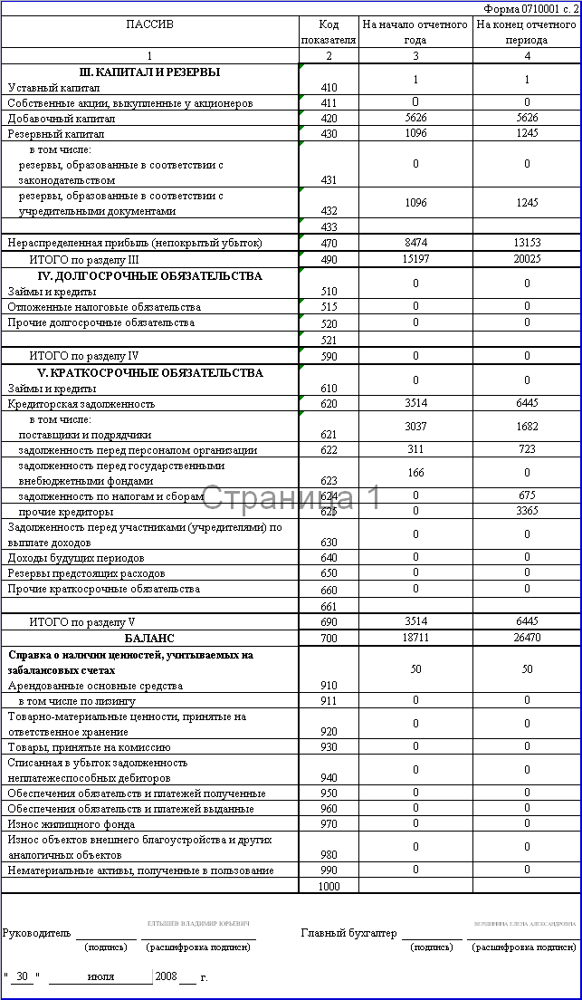 Форма 0710001 с. 2
ПАССИВ Код показателя На начало отчетного года На конец отчетного периода
1 2 3 4
III. КАПИТАЛ И РЕЗЕРВЫ
Уставный капитал 410 1 1
Собственные акции, выкупленные у акционеров 411 0 0
Добавочный капитал 420 5626 5626
Резервный капитал 430 1096 1245
в том числе:
резервы, образованные в соответствии с
законодательством 431 0 0
резервы, образованные в соответствии с
учредительными документами 432 1096 1245
433
Нераспределенная прибыль (непокрытый убыток) 470 8474 13153
ИТОГО по разделу III 490 15197 20025
IV. ДОЛГОСРОЧНЫЕ ОБЯЗАТЕЛЬСТВА
Займы и кредиты 510 0 0
Отложенные налоговые обязательства 515 0 0
Прочие долгосрочные обязательства 520 0 0
521
ИТОГО по разделу IV 590 0 0
V. КРАТКОСРОЧНЫЕ ОБЯЗАТЕЛЬСТВА
Займы и кредиты 610 0 0
Кредиторская задолженность 620 3514 6445
в том числе:
поставщики и подрядчики 621 3037 1682
задолженность перед персоналом организации 622 311 723
задолженность перед государственными
внебюджетными фондами 623 166 0
Страница 1
задолженность по налогам и сборам 624 0 675
прочие кредиторы 625 0 3365
Задолженность перед участниками (учредителями) по
выплате доходов 630 0 0
Доходы будущих периодов 640 0 0
Резервы предстоящих расходов 650 0 0
Прочие краткосрочные обязательства 660 0 0
661
ИТОГО по разделу V 690 3514 6445
БАЛАНС 700 18711 26470
Справка о наличии ценностей, учитываемых на
забалансовых счетах
Арендованные основные средства 910 50 50
в том числе по лизингу 911 0 0
Товарно-материальные ценности, принятые на
ответственное хранение 920 0 0
Товары, принятые на комиссию 930 0 0
Списанная в убыток задолженность
неплатежеспособных дебиторов 940 0 0
Обеспечения обязательств и платежей полученные 950 0 0
Обеспечения обязательств и платежей выданные 960 0 0
Износ жилищного фонда 970 0 0
Износ объектов внешнего благоустройства и других
аналогичных объектов 980 0 0
Нематериальные активы, полученные в пользование 990 0 0
1000
ЕЛТЫШЕВ ВЛАДИМИР ЮРЬЕВИЧ ВЕРШИНИНА ЕЛЕНА АЛЕКСАНДРОВНА
Руководитель Главный бухгалтер
(подпись) (расшифровка подписи) (подпись) (расшифровка подписи)
" 30 " июля 2008 г.